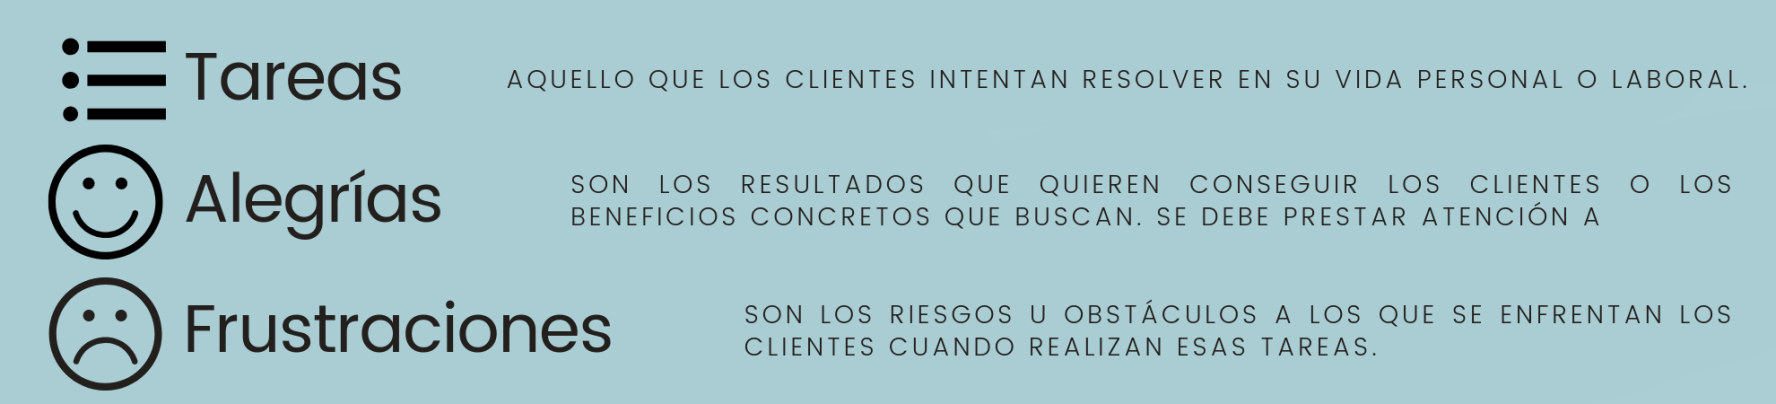 Tareas
AQUELLO QUE LOS CLIENTES INTENTAN RESOLVER EN SU VIDA PERSONAL O LABORAL.
Alegrías
SON LOS RESULTADOS QUE QUIEREN CONSEGUIR LOS CLIENTES O LOS
BENEFICIOS CONCRETOS QUE BUSCAN. SE DEBE PRESTAR ATENCIÓN A
Frustraciones
SON LOS RIESGOS U OBSTÁCULOS A LOS QUE SE ENFRENTAN LOS
CLIENTES CUANDO REALIZAN ESAS TAREAS.